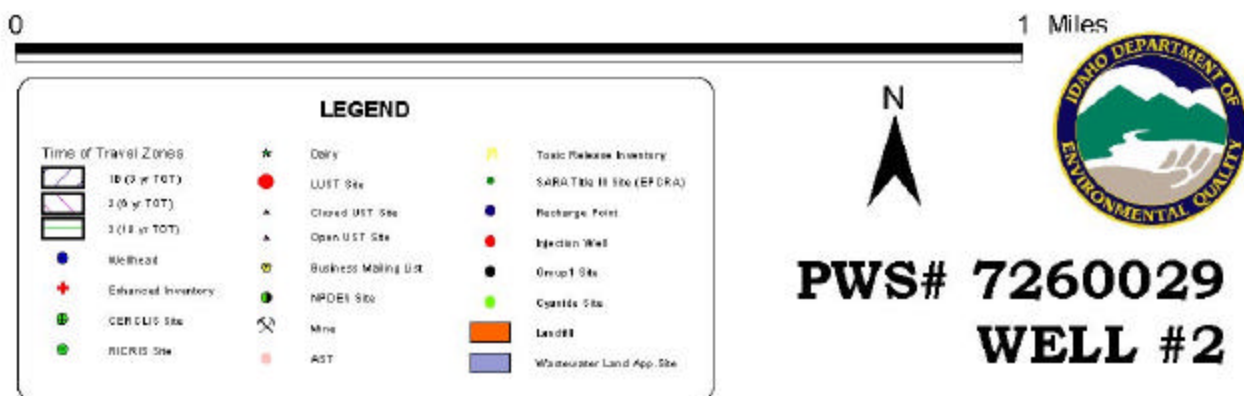 0 1 Miles
LEGEND
Time of Travel Zones
1B (3 yr TOT)
2 (6 yr TOT)
3 (10 yr TOT)
Wellhead
Enhanced Inventory
CERCLIS Site
RICRIS Site
Dairy
LUST Site
Closed UST Site
Open UST Site
Business Mailing List
NPDES Site
Mine
AST
Toxic Release Inventory
SARA Title III Site (EPCRA)
Recharge Point
Injection Well
Group1 Site
Cyanide Site
Landfill
Wastewater Land App. Site
N
IDAHO DEPARTMENT OF
ENVIRONMENTAL QUALITY
PWS# 7260029
WELL #2